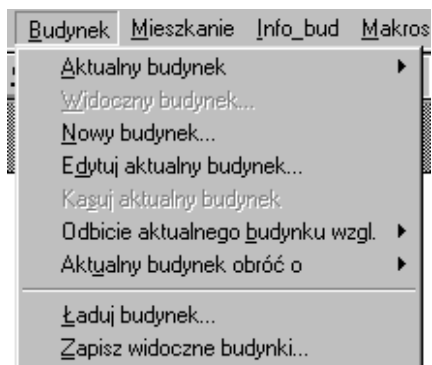 Budynek Mieszkanie Info_bud Makros
Aktualny budynek
Widoczny budynek...
Nowy budynek...
Edytuj aktualny budynek...
Kasuj aktualny budynek
Odbicie aktualnego budynku wzgl.
Aktualny budynek obróć o
Ładuj budynek...
Zapisz widoczne budynki...